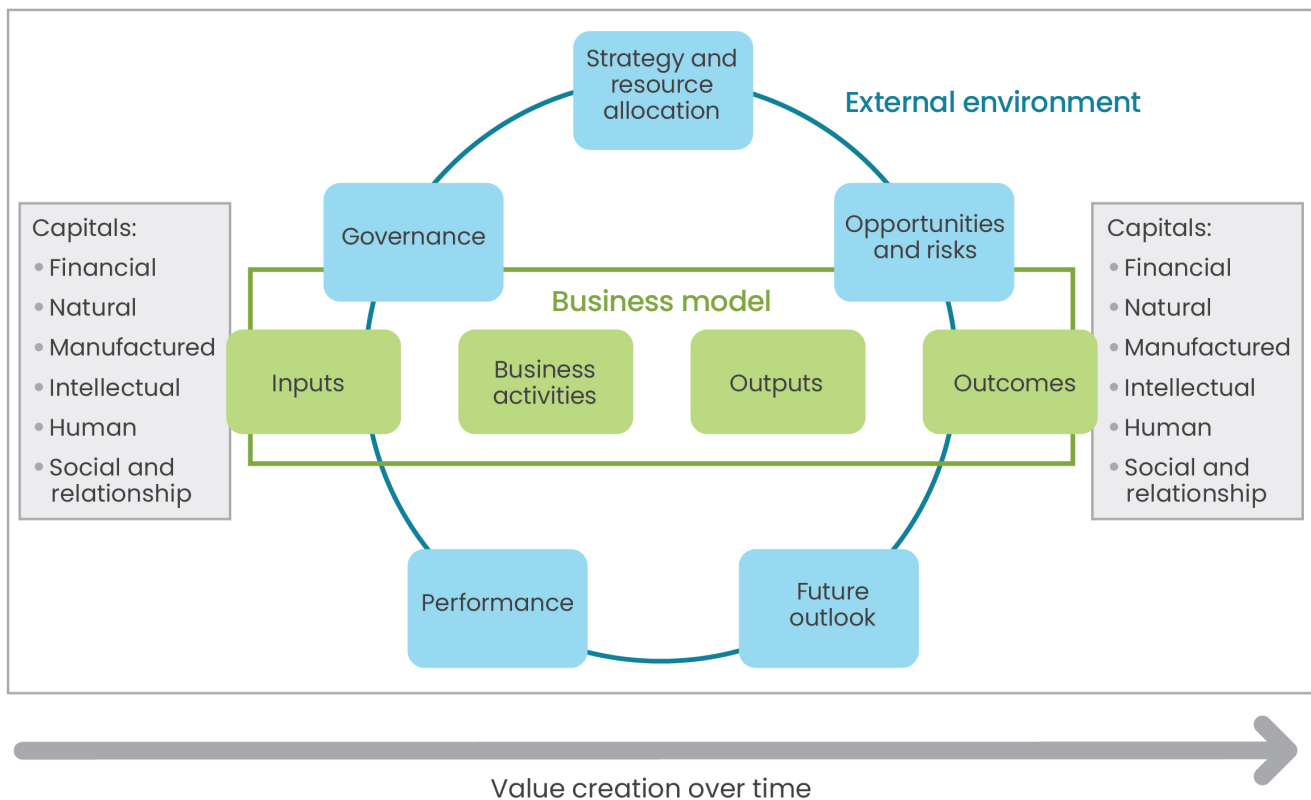 Strategy and
resource
allocation
External environment
Governance
Opportunities
and risks
Capitals:
• Financial
• Natural
• Manufactured
• Intellectual
• Human
• Social and
relationship
Business model
Inputs
Business
activities
Outputs
Outcomes
Capitals:
• Financial
• Natural
• Manufactured
• Intellectual
• Human
• Social and
relationship
Performance
Future
outlook
Value creation over time